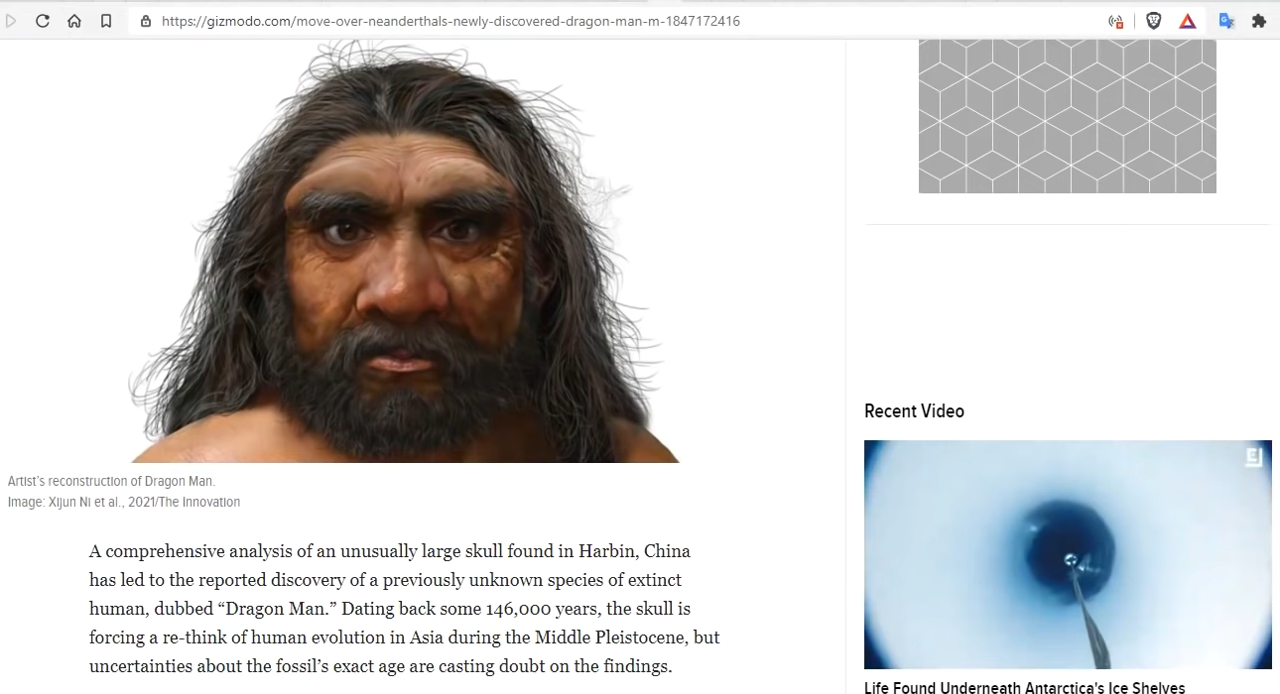 https://gizmodo.com/move-over-neanderthals-newly-discovered-dragon-man-m-1847172416
Artist's reconstruction of Dragon Man.
Image: Xijun Ni et al., 2021/The Innovation
A comprehensive analysis of an unusually large skull found in Harbin, China
has led to the reported discovery of a previously unknown species of extinct
human, dubbed “Dragon Man.” Dating back some 146,000 years, the skull is
forcing a re-think of human evolution in Asia during the Middle Pleistocene, but
uncertainties about the fossil’s exact age are casting doubt on the findings.
Recent Video
Life Found Underneath Antarctica's Ice Shelves